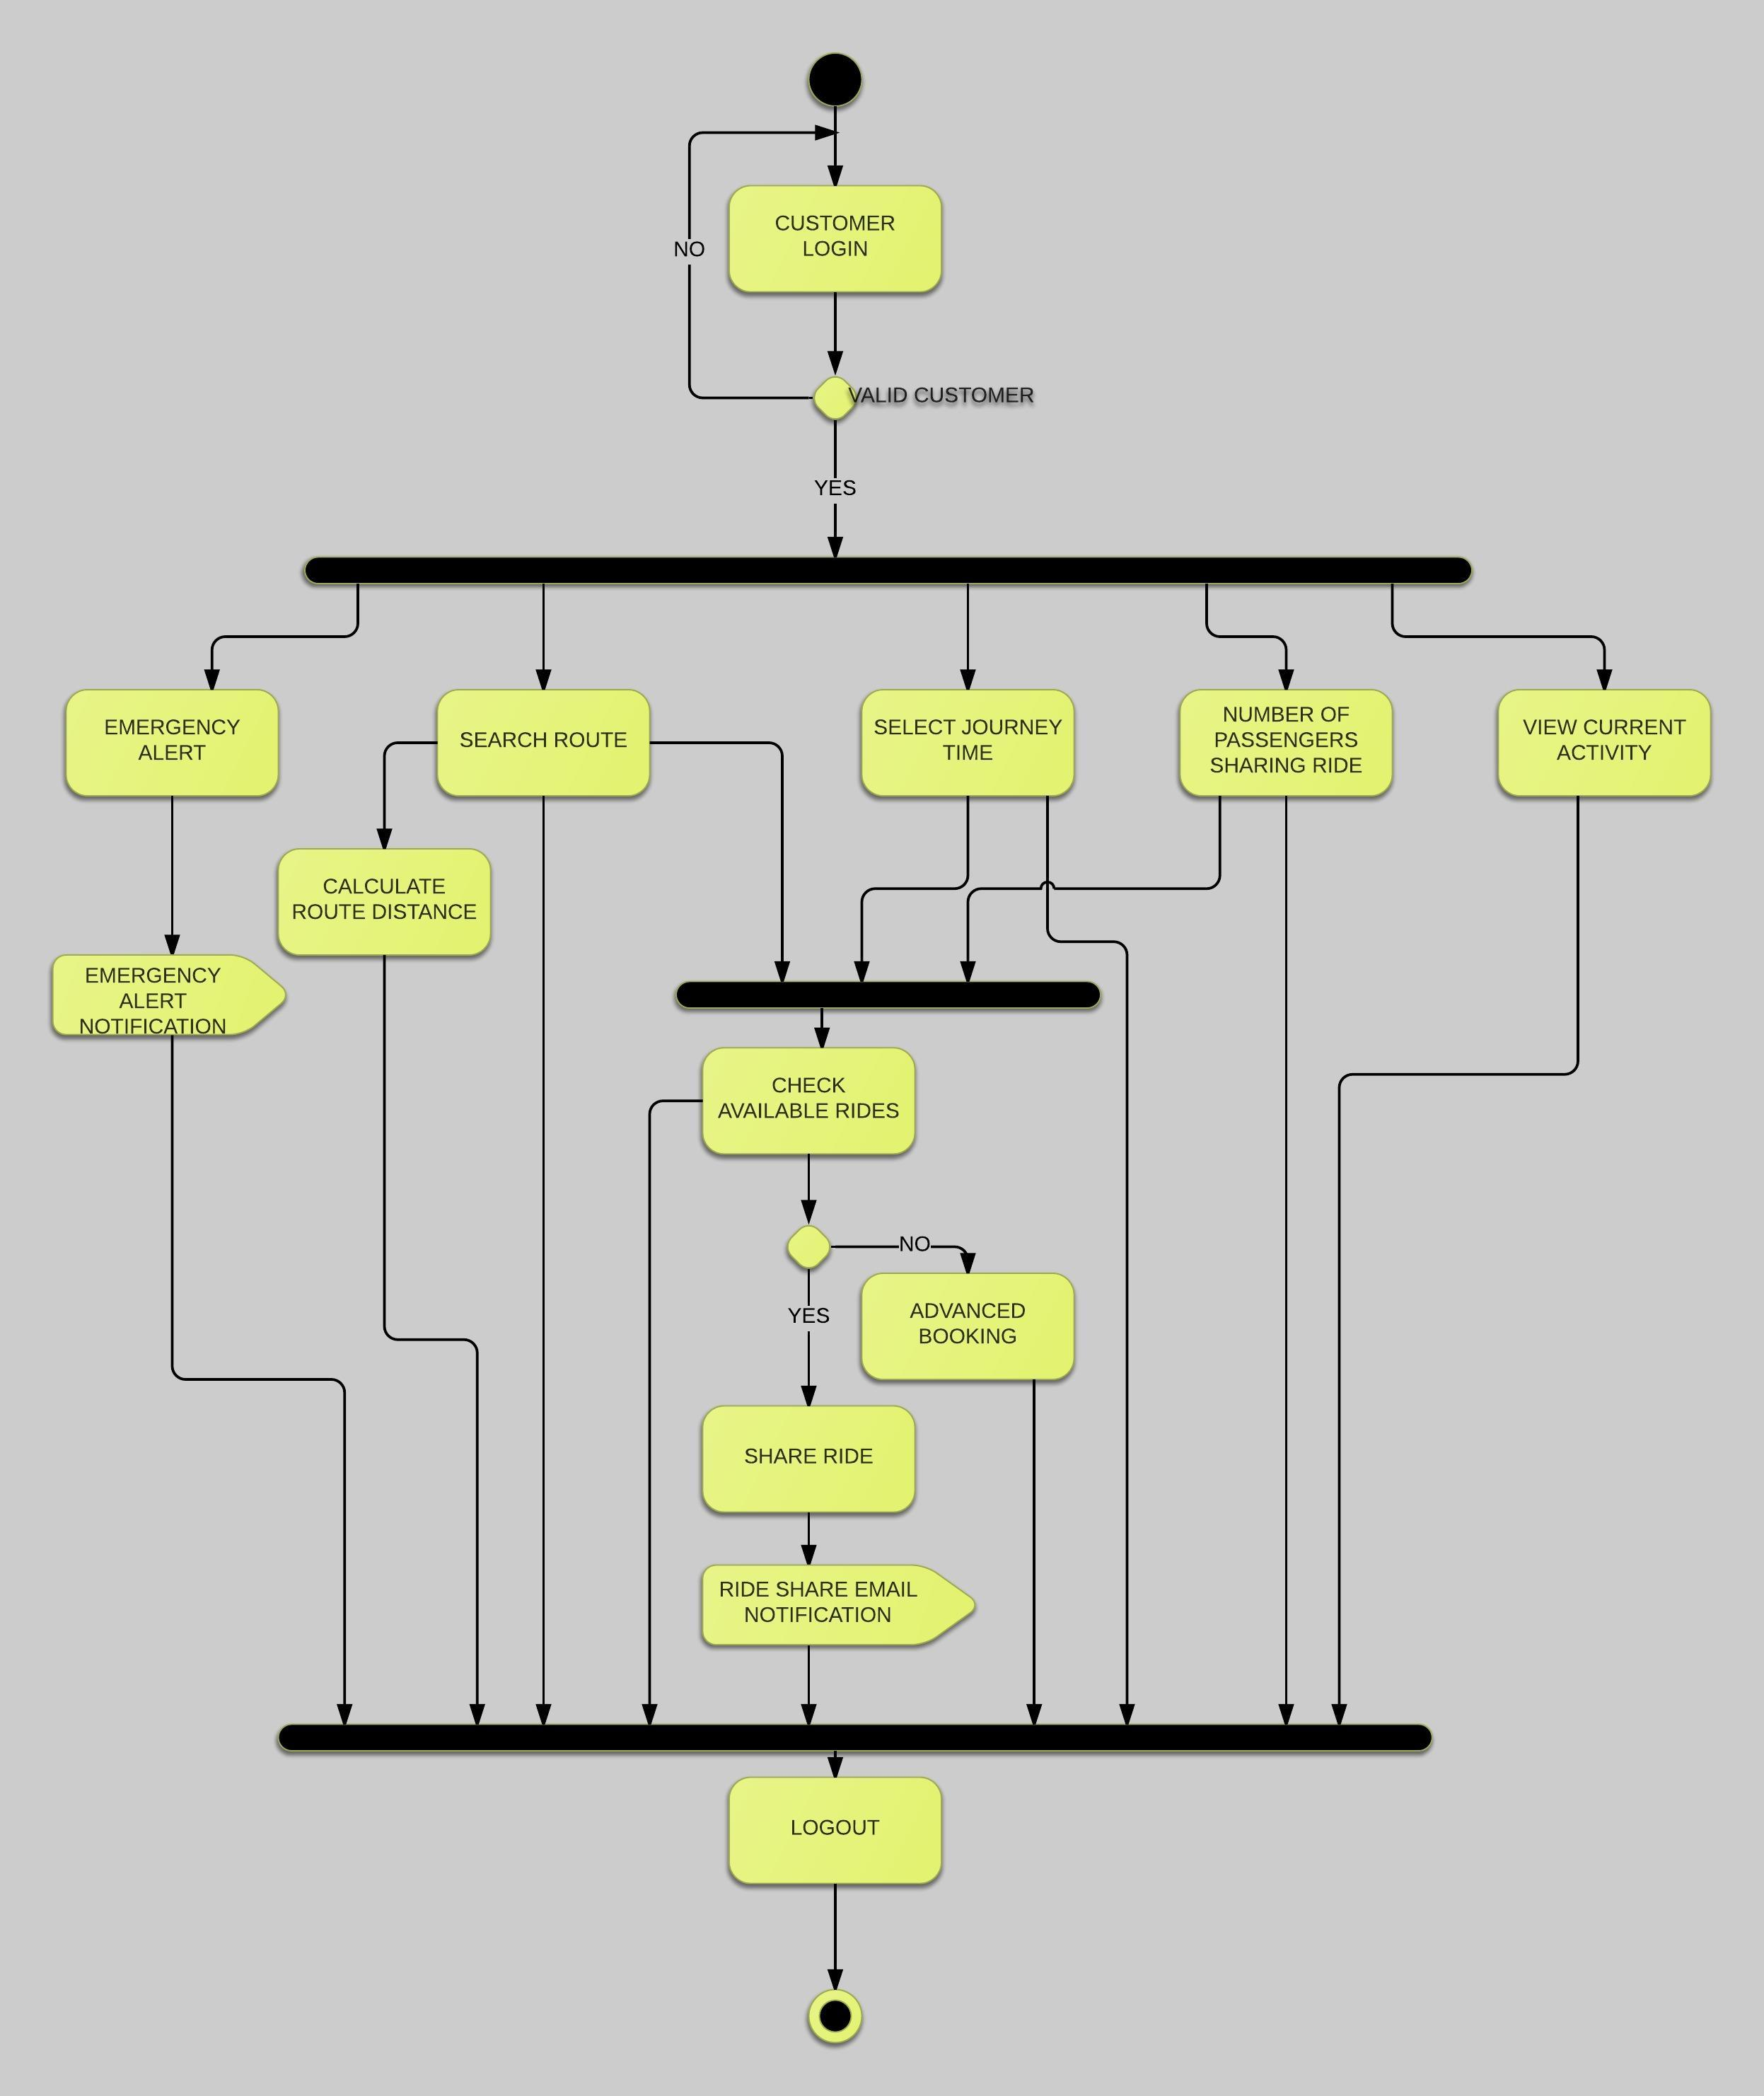 CUSTOMER
LOGIN
NO
VALID CUSTOMER
YES
EMERGENCY
ALERT
SEARCH ROUTE
SELECT JOURNEY
TIME
NUMBER OF
PASSENGERS
SHARING RIDE
VIEW CURRENT
ACTIVITY
CALCULATE
ROUTE DISTANCE
EMERGENCY
ALERT
NOTIFICATION
CHECK
AVAILABLE RIDES
NO
YES
ADVANCED
BOOKING
SHARE RIDE
RIDE SHARE EMAIL
NOTIFICATION
LOGOUT